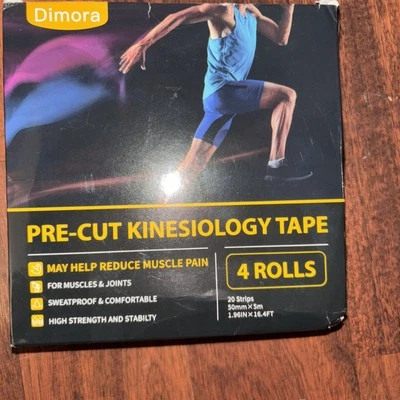 Dimora
PRE-CUT KINESIOLOGY TAPE
MAY HELP REDUCE MUSCLE PAIN
FOR MUSCLES & JOINTS
SWEATPROOF & COMFORTABLE
HIGH STRENGTH AND STABILTY
4 ROLLS
20 Strips
50mm×5m
1.96IN×16.4FT